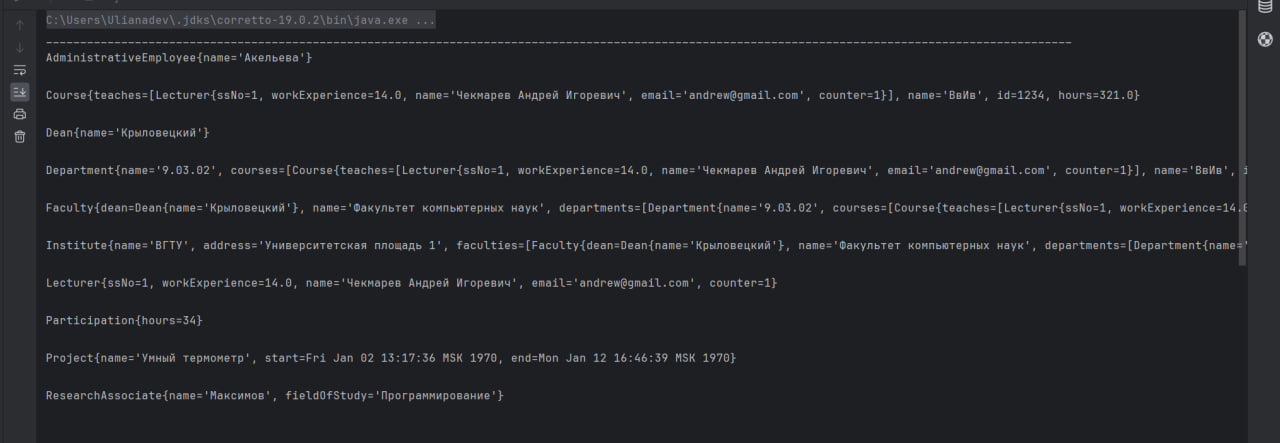 C:\Users\Ulianadev\.jdks\corretto-19.0.2\bin\java.exe ...
______________________________________________________________________________________________________________________________________________________
AdministrativeEmployee{name='Акельева'}
Course{teaches=[Lecturer{ssNo=1, workExperience=14.0, name='Чекмарев Андрей Игоревич', email='andrew@gmail.com', counter=1}], name='ВвИв', id=1234, hours=321.0}
Dean{name='Крыловецкий'}
Department{name='9.03.02', courses=[Course{teaches=[Lecturer{ssNo=1, workExperience=14.0, name='Чекмарев Андрей Игоревич', email='andrew@gmail.com', counter=1}], name='ВвИв',
Faculty{dean=Dean{name='Крыловецкий'}, name='Факультет компьютерных наук', departments=[Department{name='9.03.02', courses=[Course{teaches=[Lecturer{ssNo=1, workExperience=14.0
Institute{name='ВГТУ', address='Университетская площадь 1', faculties=[Faculty{dean=Dean{name='Крыловецкий'}, name='Факультет компьютерных наук', departments=[Department{name='
Lecturer{ssNo=1, workExperience=14.0, name='Чекмарев Андрей Игоревич', email='andrew@gmail.com', counter=1}
Participation{hours=34}
Project{name='Умный термометр', start=Fri Jan 02 13:17:36 MSK 1970, end=Mon Jan 12 16:46:39 MSK 1970}
ResearchAssociate{name='Максимов', fieldOfStudy='Программирование'}